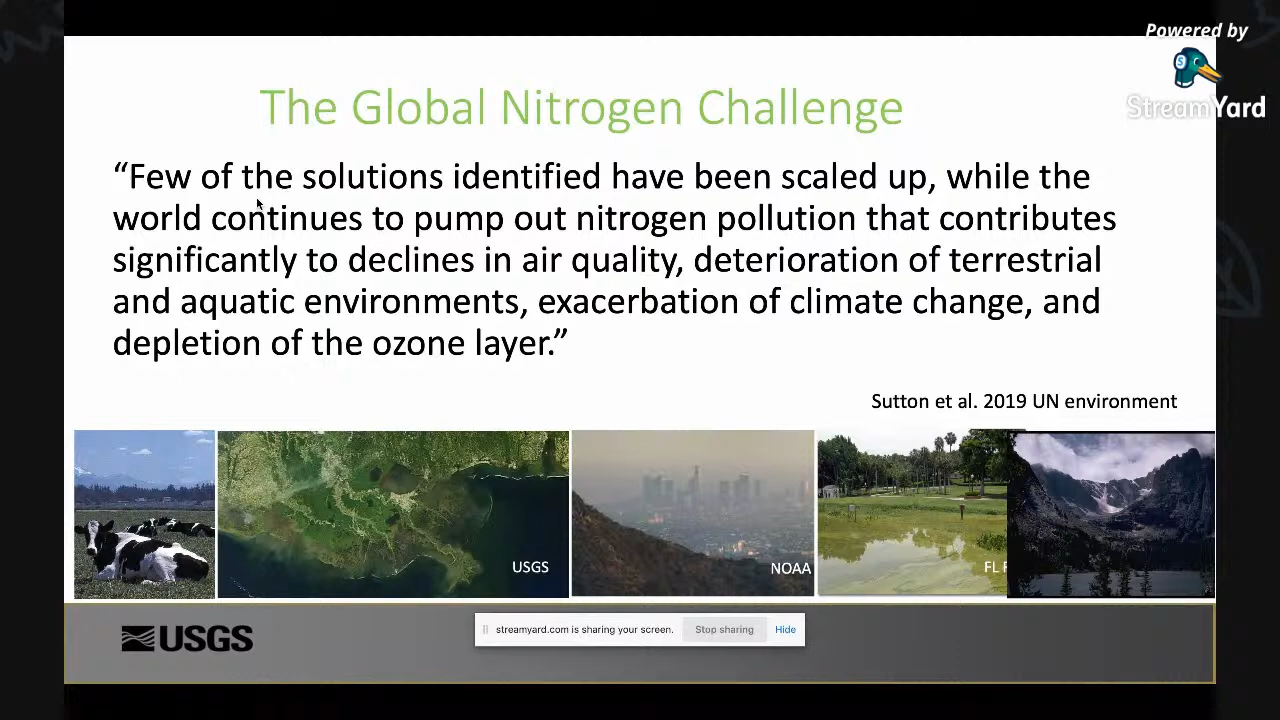 Powered by
StreamYard
The Global Nitrogen Challenge
“Few of the solutions identified have been scaled up, while the
world continues to pump out nitrogen pollution that contributes
significantly to declines in air quality, deterioration of terrestrial
and aquatic environments, exacerbation of climate change, and
depletion of the ozone layer.”
Sutton et al. 2019 UN environment
USGS
NOAA
FL
USGS
streamyard.com is sharing your screen.
Stop sharing
Hide